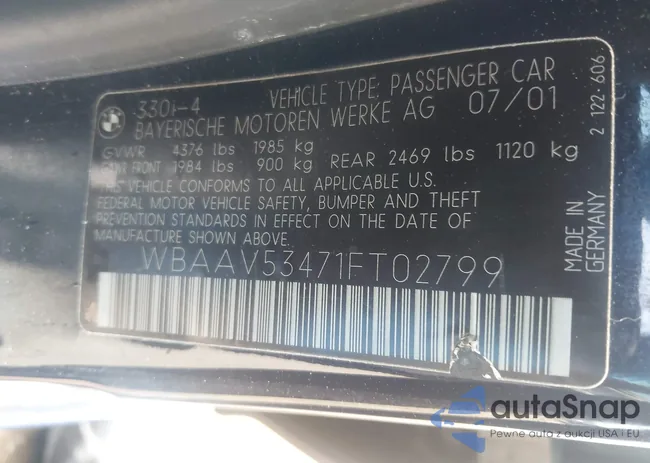 330i-4 VEHICLE TYPE: PASSENGER CAR
BAYERISCHE MOTOREN WERKE AG 07/01
GVWR 4376 lbs 1985 kg
GAWR FRONT 1984 lbs 900 kg REAR 2469 lbs 1120 kg
THIS VEHICLE CONFORMS TO ALL APPLICABLE U.S.
FEDERAL MOTOR VEHICLE SAFETY, BUMPER AND THEFT
PREVENTION STANDARDS IN EFFECT ON THE DATE OF
MANUFACTURE SHOWN ABOVE.
WBAAV53471FT02799
MADE IN
GERMANY
2 122-606
autoSnap
Pewne auto z aukcji USA i EU